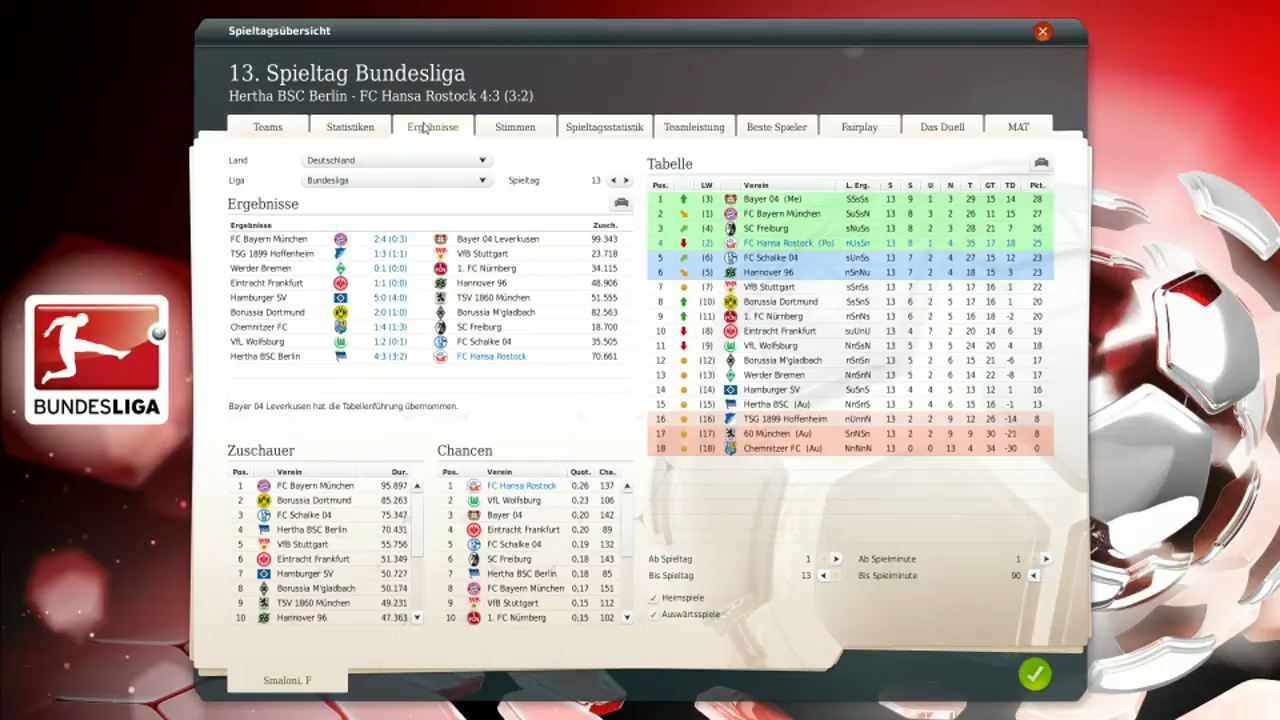 Spieltagsübersicht
13. Spieltag Bundesliga
Hertha BSC Berlin - FC Hansa Rostock 4:3 (3:2)
Teams Statistiken Ergebnisse Stimmen Spieltagsstatistik Teamleistung Beste Spieler Fairplay Das Duell MAT
Land Deutschland
Liga Bundesliga Spieltag 13
Ergebnisse
Ergebnisse Zusch.
FC Bayern München 2:4 (0:3) Bayer 04 Leverkusen 99.343
TSG 1899 Hoffenheim 1:3 (1:1) VfB Stuttgart 23.718
Werder Bremen 0:1 (0:0) 1. FC Nürnberg 34.115
Eintracht Frankfurt 1:1 (0:0) Hannover 96 48.906
Hamburger SV 5:0 (4:0) TSV 1860 München 51.555
Borussia Dortmund 2:0 (1:0) Borussia M'gladbach 82.563
Chemnitzer FC 1:4 (1:3) SC Freiburg 18.700
VfL Wolfsburg 1:2 (0:1) FC Schalke 04 35.505
Hertha BSC Berlin 4:3 (3:2) FC Hansa Rostock 70.661
Bayer 04 Leverkusen hat die Tabellenführung übernommen.
Zuschauer
Pos. Verein Dur.
1 FC Bayern München 95.897
2 Borussia Dortmund 85.263
3 FC Schalke 04 75.347
4 Hertha BSC Berlin 70.431
5 VfB Stuttgart 55.756
6 Eintracht Frankfurt 51.349
7 Hamburger SV 50.727
8 Borussia M'gladbach 50.174
9 TSV 1860 München 49.231
10 Hannover 96 47.363
Chancen
Pos. Verein Quot. Cha.
1 FC Hansa Rostock 0,26 137
2 VfL Wolfsburg 0,23 106
3 Bayer 04 0,20 142
4 Eintracht Frankfurt 0,20 89
5 FC Schalke 04 0,19 132
6 SC Freiburg 0,18 143
7 Hertha BSC Berlin 0,18 85
8 FC Bayern München 0,17 151
9 VfB Stuttgart 0,15 112
10 1. FC Nürnberg 0,15 102
Tabelle
Pos. LW Verein L. Erg. S S U N T GT TD Pkt.
1 (3) Bayer 04 (Me) SSsSs 13 9 1 3 29 15 14 28
2 (1) FC Bayern München SuSsN 13 8 3 2 26 11 15 27
3 (4) SC Freiburg sNuSs 13 8 2 3 28 21 7 26
4 (2) FC Hansa Rostock (Po) nUsSn 13 8 1 4 35 17 18 25
5 (6) FC Schalke 04 sUnSs 13 7 2 4 27 15 12 23
6 (5) Hannover 96 nSnNu 13 7 2 4 18 15 3 23
7 (7) VfB Stuttgart sSnSs 13 7 1 5 17 16 1 22
8 (10) Borussia Dortmund SsSnS 13 6 2 5 17 16 1 20
9 (11) 1. FC Nürnberg nSnNs 13 6 2 5 16 18 -2 20
10 (8) Eintracht Frankfurt suUnU 13 4 7 2 20 14 6 19
11 (9) VfL Wolfsburg NnSsN 13 5 3 5 24 20 4 18
12 (12) Borussia M'gladbach nSnSn 13 5 2 6 15 21 -6 17
13 (13) Werder Bremen NnSnN 13 5 2 6 14 22 -8 17
14 (14) Hamburger SV SuSnS 13 4 4 5 13 12 1 16
15 (15) Hertha BSC (Au) NnSnS 13 3 4 6 15 16 -1 13
16 (16) TSG 1899 Hoffenheim nUnnN 13 2 2 9 12 26 -14 8
17 (17) 60 München (Au) SnNSn 13 2 2 9 9 30 -21 8
18 (18) Chemnitzer FC (Au) NnNnN 13 0 0 13 4 34 -30 0
Ab Spieltag 1 Ab Spielminute 1
Bis Spieltag 13 Bis Spielminute 90
Heimspiele
Auswärtsspiele
Smaloni, F
BUNDESLIGA